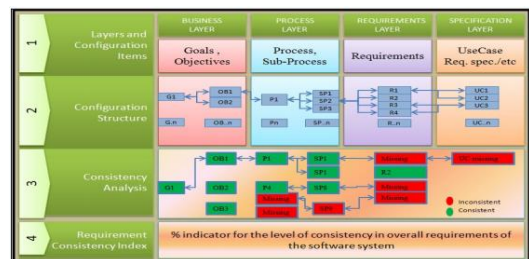 BUSINESS LAYER
PROCESS LAYER
REQUIREMENTS LAYER
SPECIFICATION LAYER
1
Layers and Configuration Items
Goals , Objectives
Process, Sub-Process
Requirements
UseCase Req. spec./etc
2
Configuration Structure
G1
OB1
OB2
P1
SP1
SP2
SP3
R1
R2
R3
R4
UC1
UC2
UC3
G.n
OB..n
Pn
SP..n
R..n
UC..n
3
Consistency Analysis
G1
OB1
P1
SP1
Missing
UC missing
SP1
R2
OB2
P4
SP8
Missing
Missing
Missing
OB3
Missing
Inconsistent
Consistent
4
Requirement Consistency Index
% indicator for the level of consistency in overall requirements of
the software system